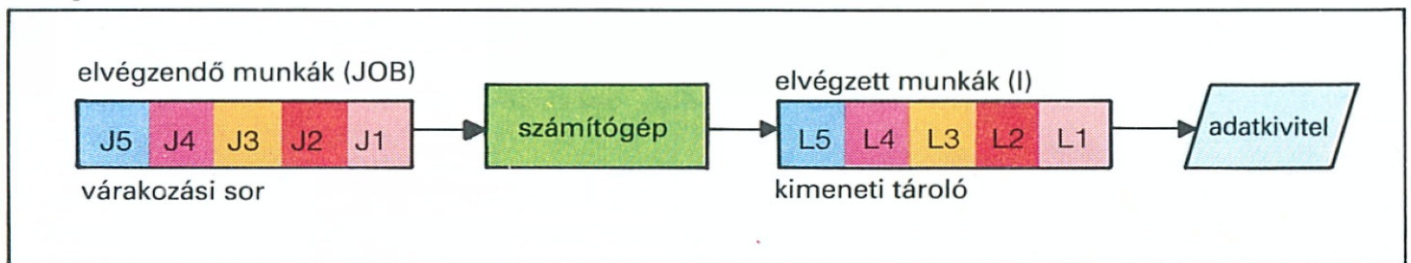 elvégzendő munkák (JOB)
J5 J4 J3 J2 J1
várakozási sor
számítógép
elvégzett munkák (I)
L5 L4 L3 L2 L1
kimeneti tároló
adatkivitel